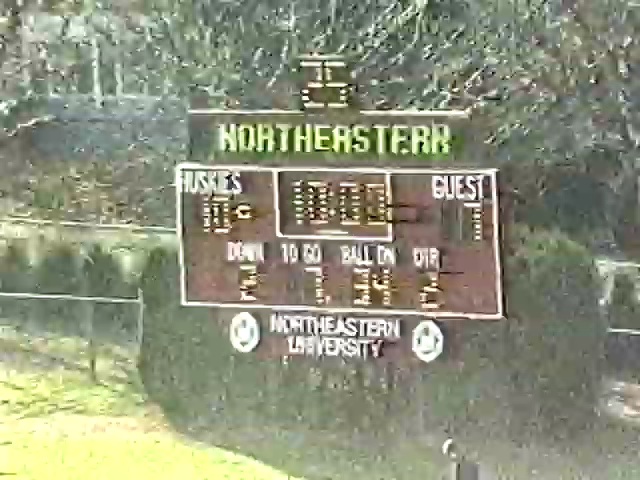 NORTHEASTERN
HUSKIES GUEST
DOWN TO GO BALL ON QTR
NORTHEASTERN
UNIVERSITY